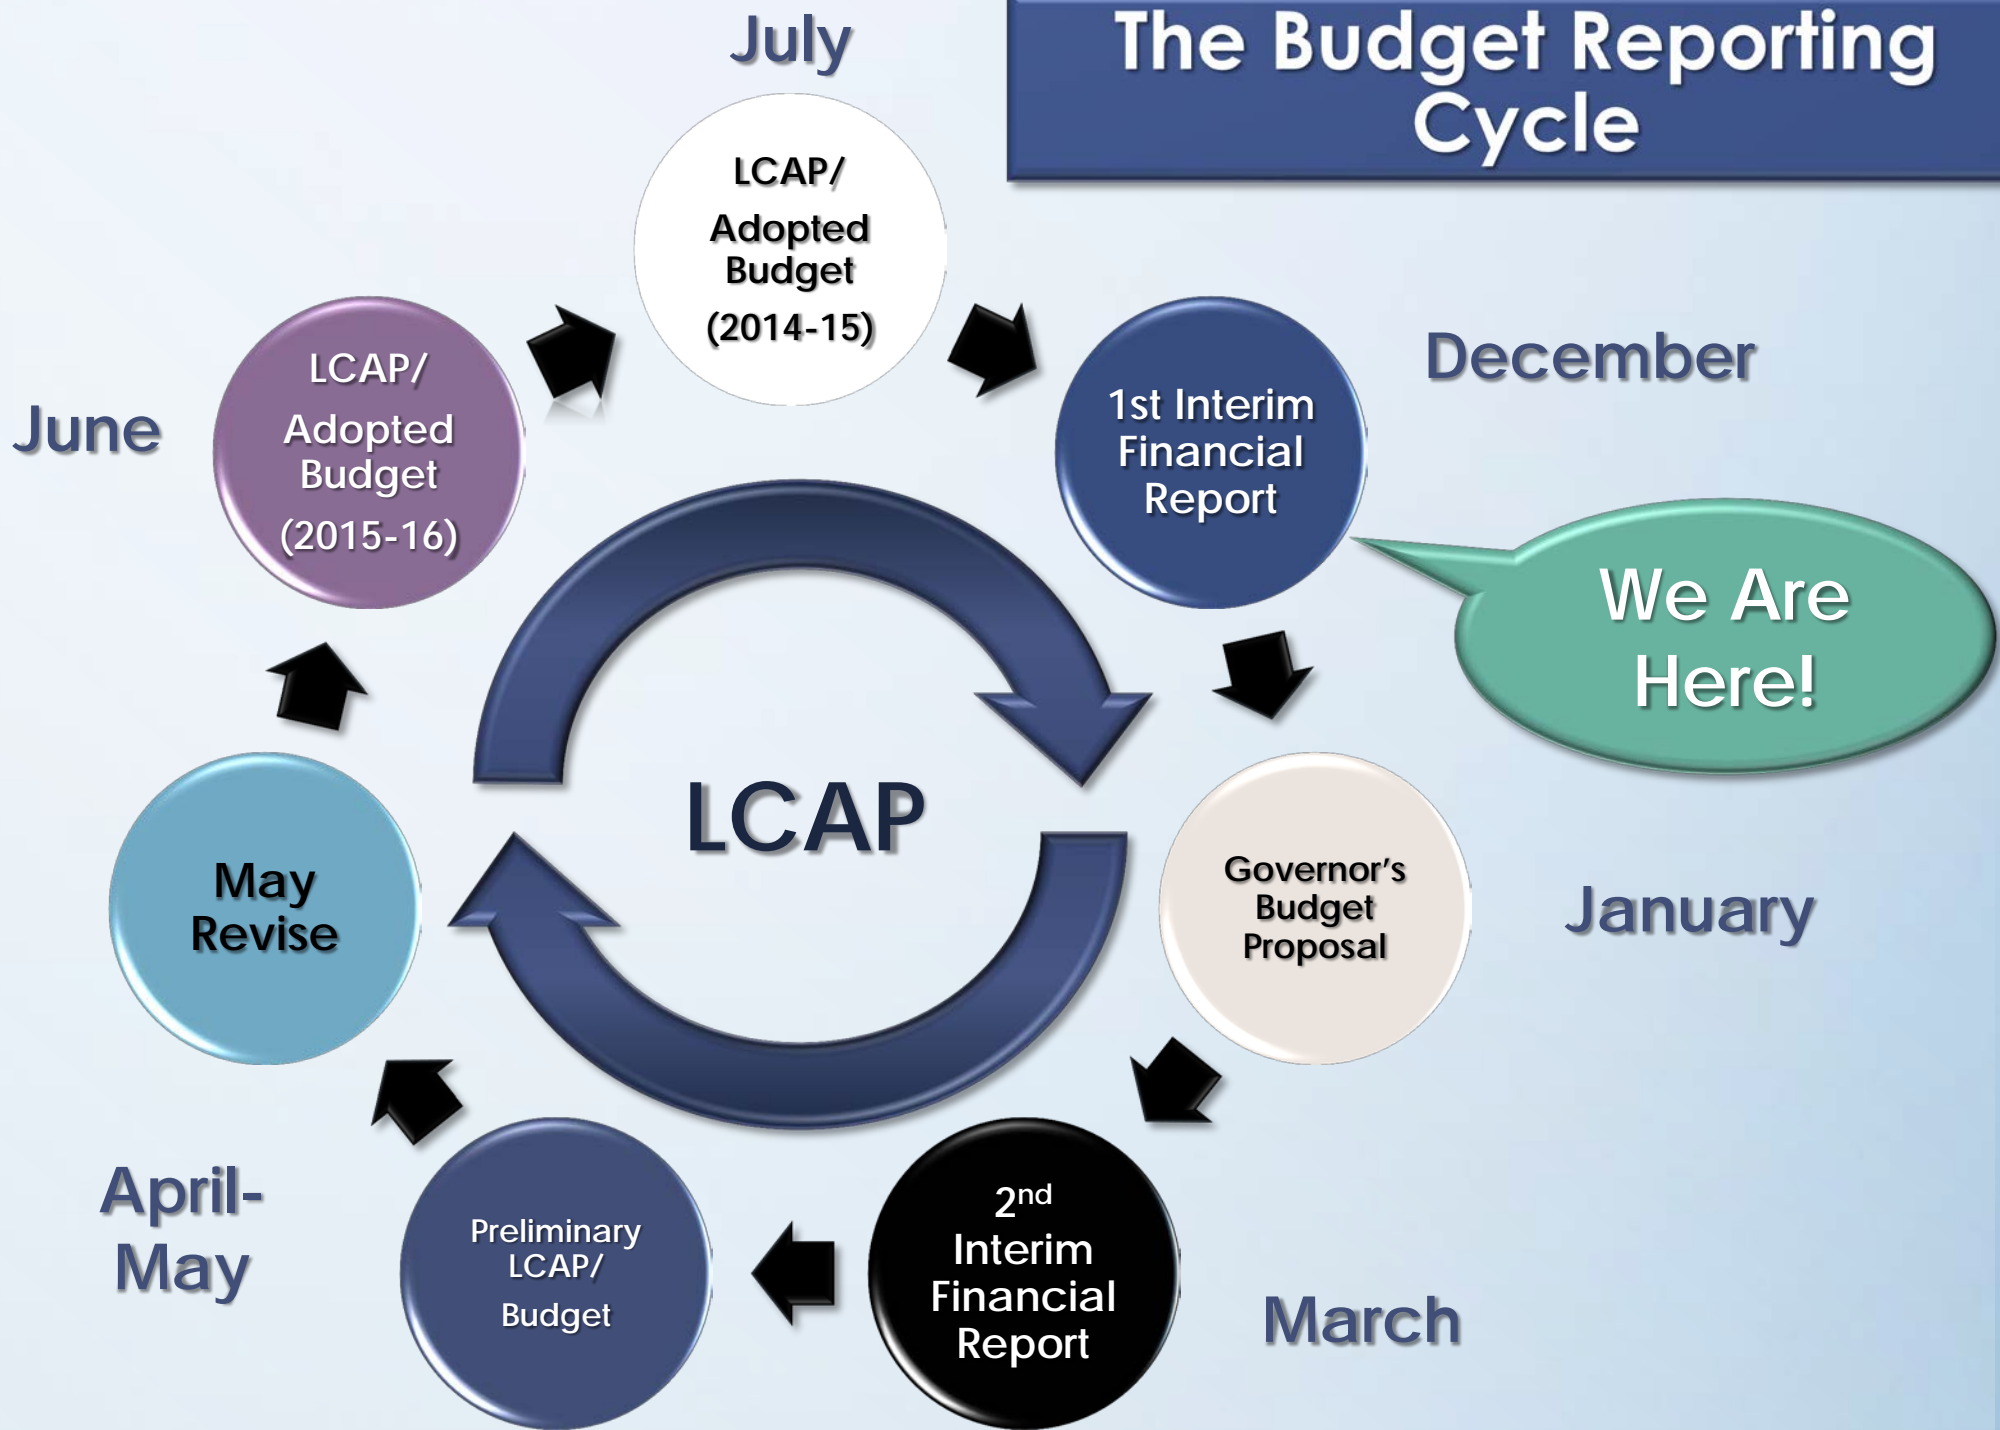 The Budget Reporting
Cycle
July
LCAP/
Adopted
Budget
(2014-15)
December
1st Interim
Financial
Report
We Are
Here!
January
Governor’s
Budget
Proposal
March
2nd
Interim
Financial
Report
April-
May
Preliminary
LCAP/
Budget
May
Revise
June
LCAP/
Adopted
Budget
(2015-16)
LCAP